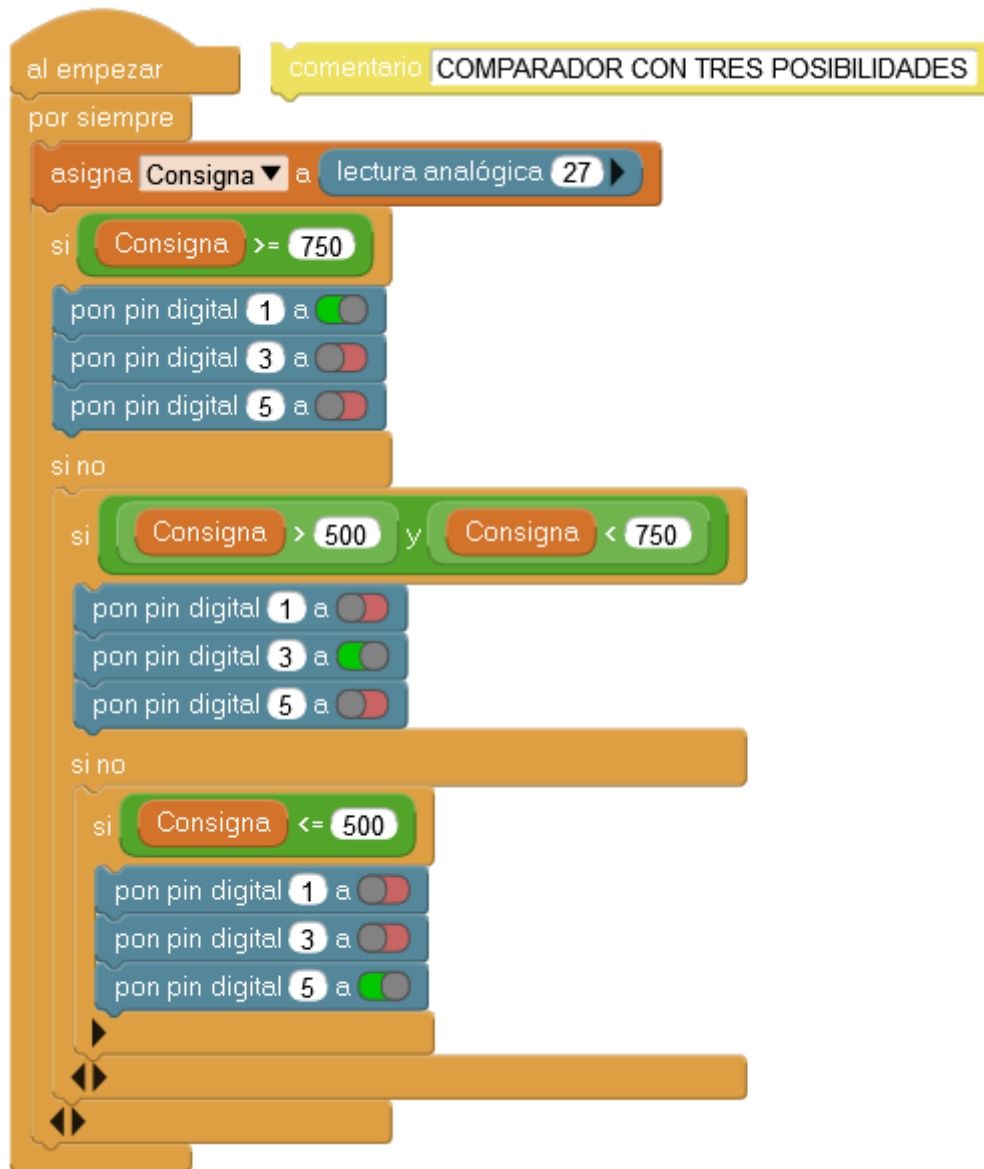 al empezar
comentario COMPARADOR CON TRES POSIBILIDADES
por siempre
asigna Consigna a lectura analógica 27
si Consigna >= 750
pon pin digital 1 a
pon pin digital 3 a
pon pin digital 5 a
si no
si Consigna > 500 y Consigna < 750
pon pin digital 1 a
pon pin digital 3 a
pon pin digital 5 a
si no
si Consigna <= 500
pon pin digital 1 a
pon pin digital 3 a
pon pin digital 5 a